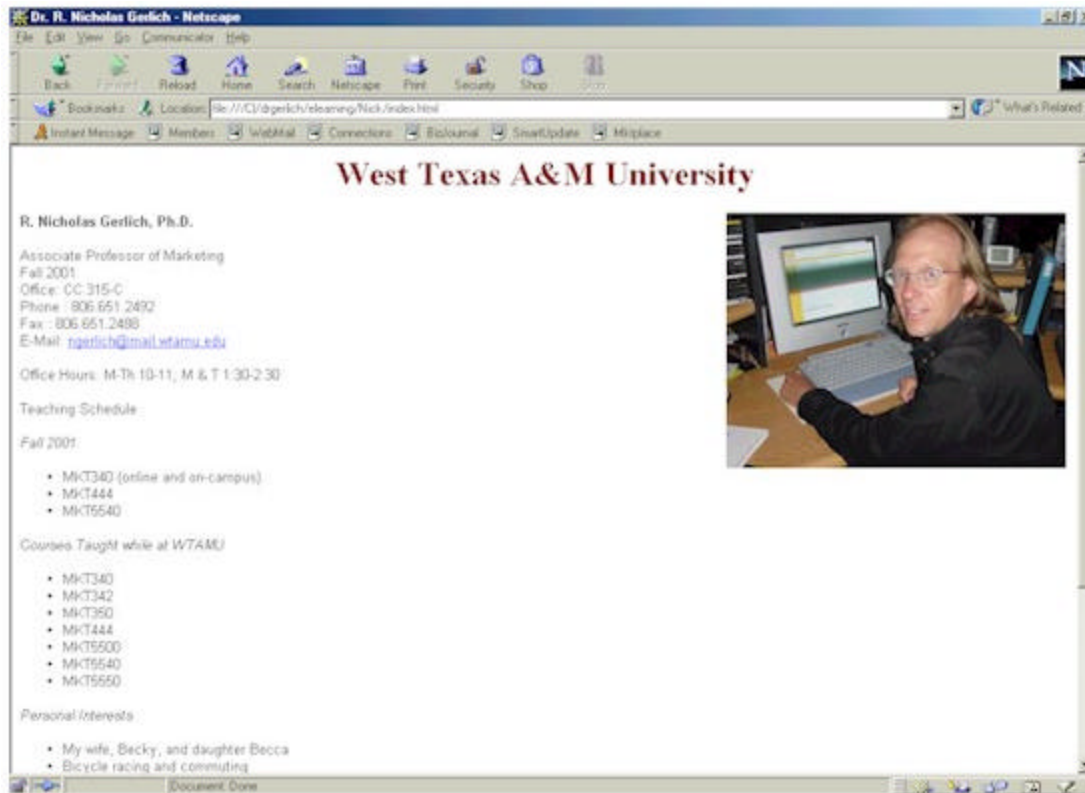 Dr. R. Nicholas Gerlich - Netscape
File Edit View Go Communicator Help
Back Forward Reload Home Search Netscape Print Security Shop Stop
N
Bookmarks Location: file:///C|/drgerlich/elearning/Nick/index.html What's Related
Instant Message Members WebMail Connections BizJournal SmartUpdate Mktplace
West Texas A&M University
R. Nicholas Gerlich, Ph.D.
Associate Professor of Marketing
Fall 2001
Office: CC 315-C
Phone : 806.651.2492
Fax : 806.651.2488
E-Mail: ngerlich@mail.wtamu.edu
Office Hours: M-Th 10-11; M & T 1:30-2:30
Teaching Schedule
Fall 2001
• MKT340 (online and on-campus)
• MKT444
• MKT5540
Courses Taught while at WTAMU
• MKT340
• MKT342
• MKT350
• MKT444
• MKT5500
• MKT5540
• MKT5550
Personal Interests
• My wife, Becky, and daughter Becca
• Bicycle racing and commuting
Document: Done